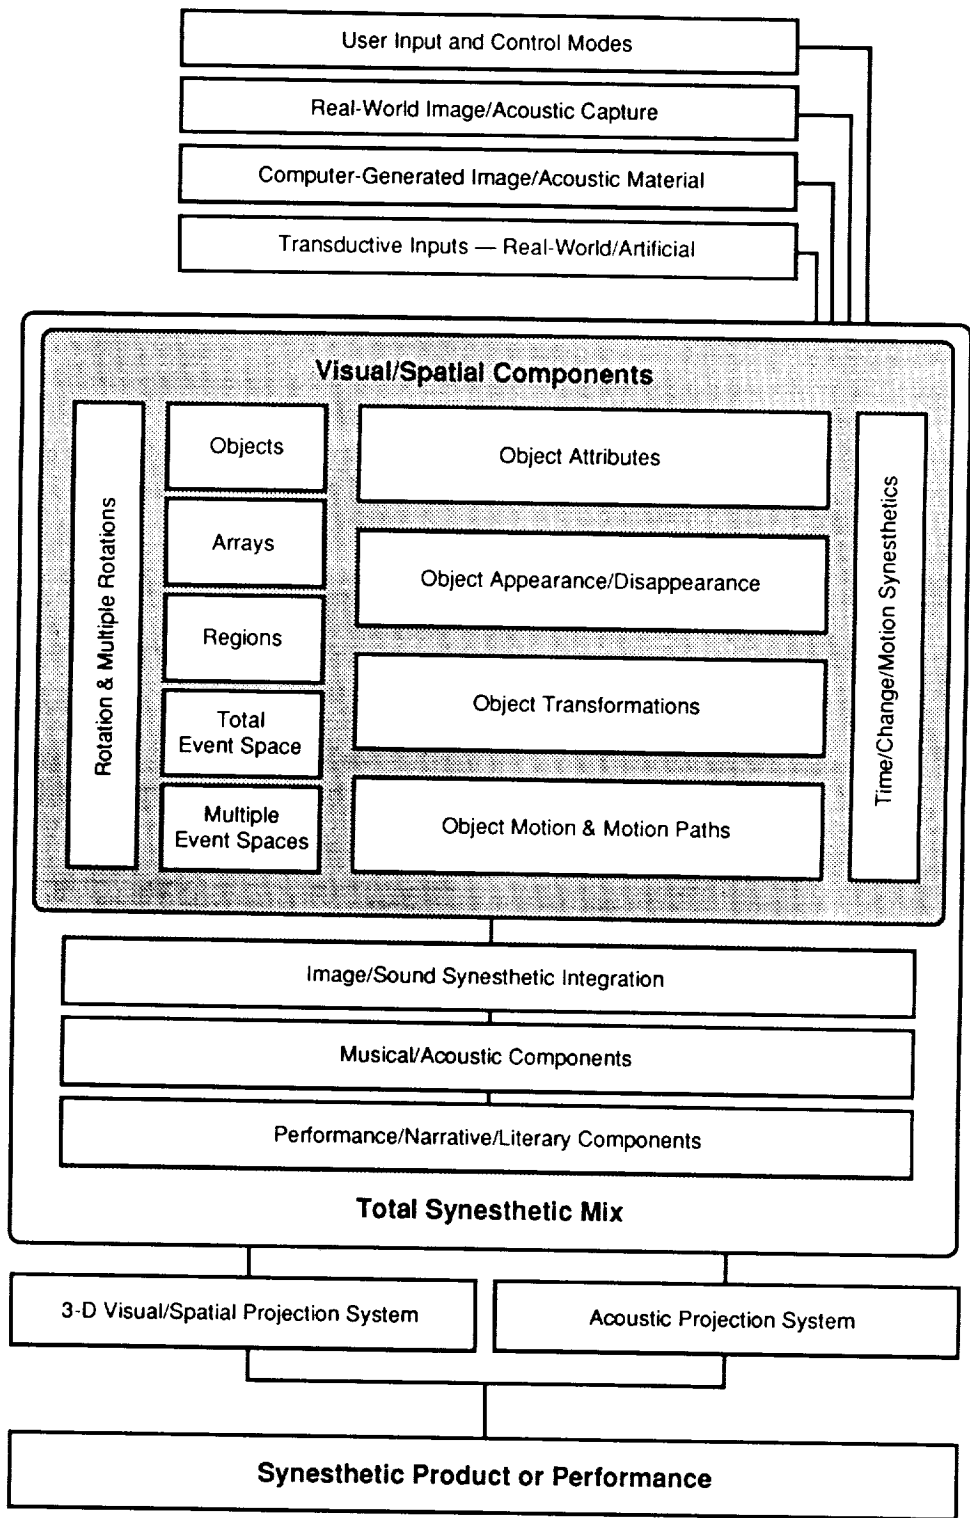 User Input and Control Modes
Real-World Image/Acoustic Capture
Computer-Generated Image/Acoustic Material
Transductive Inputs — Real-World/Artificial
Visual/Spatial Components
Rotation & Multiple Rotations
Objects
Arrays
Regions
Total
Event Space
Multiple
Event Spaces
Object Attributes
Object Appearance/Disappearance
Object Transformations
Object Motion & Motion Paths
Time/Change/Motion Synesthetics
Image/Sound Synesthetic Integration
Musical/Acoustic Components
Performance/Narrative/Literary Components
Total Synesthetic Mix
3-D Visual/Spatial Projection System
Acoustic Projection System
Synesthetic Product or Performance